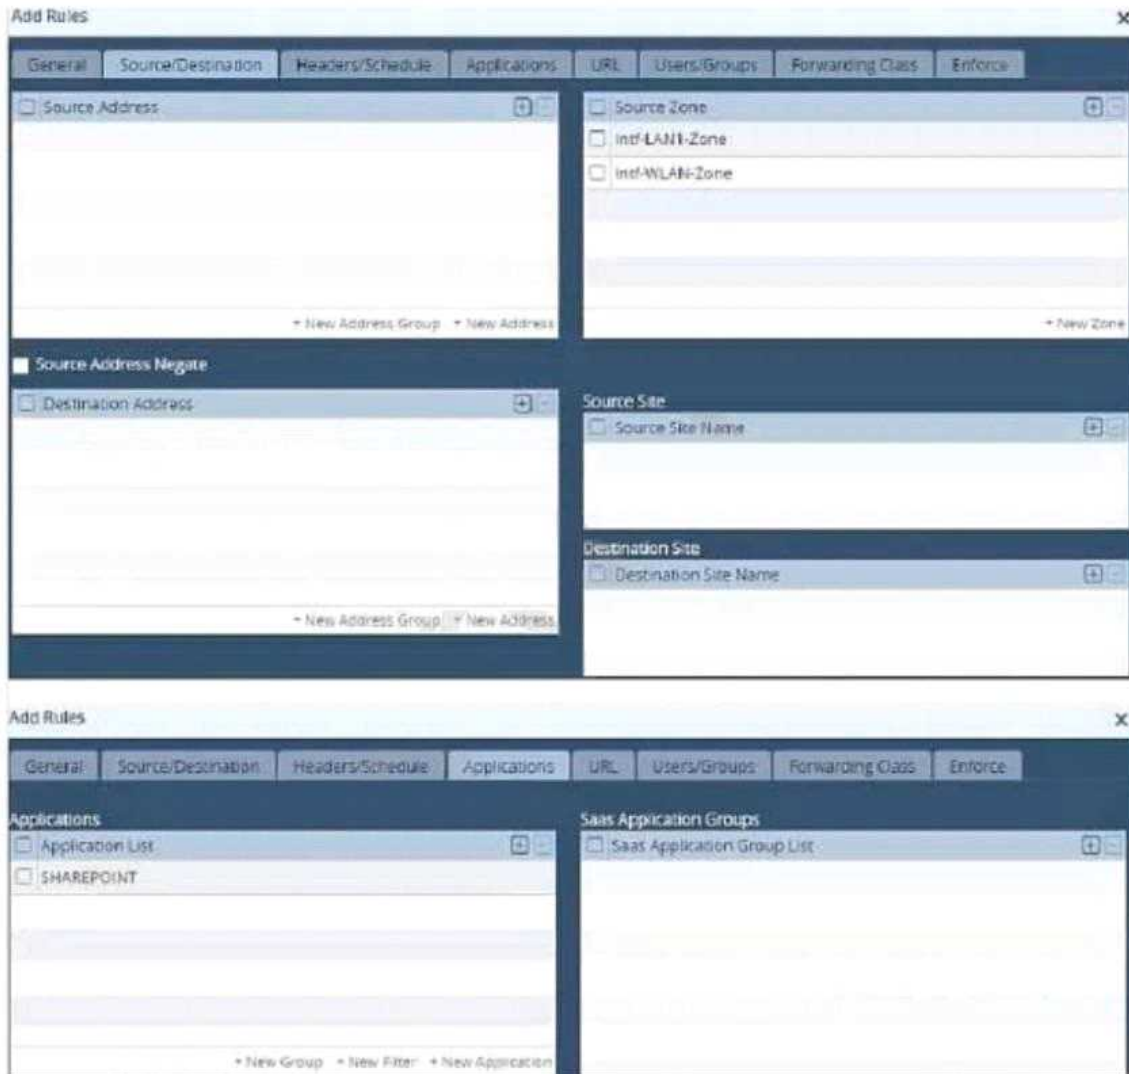 Add Rules
General Source/Destination Headers/Schedule Applications URL Users/Groups Forwarding Class Enforce
Source Address
+ New Address Group + New Address
Source Zone
Intf-LAN1-Zone
Intf-WLAN-Zone
+ New Zone
Source Address Negate
Destination Address
+ New Address Group + New Address
Source Site
Source Site Name
Destination Site
Destination Site Name
Add Rules
General Source/Destination Headers/Schedule Applications URL Users/Groups Forwarding Class Enforce
Applications
Application List
SHAREPOINT
+ New Group + New Filter + New Application
Saas Application Groups
Saas Application Group List